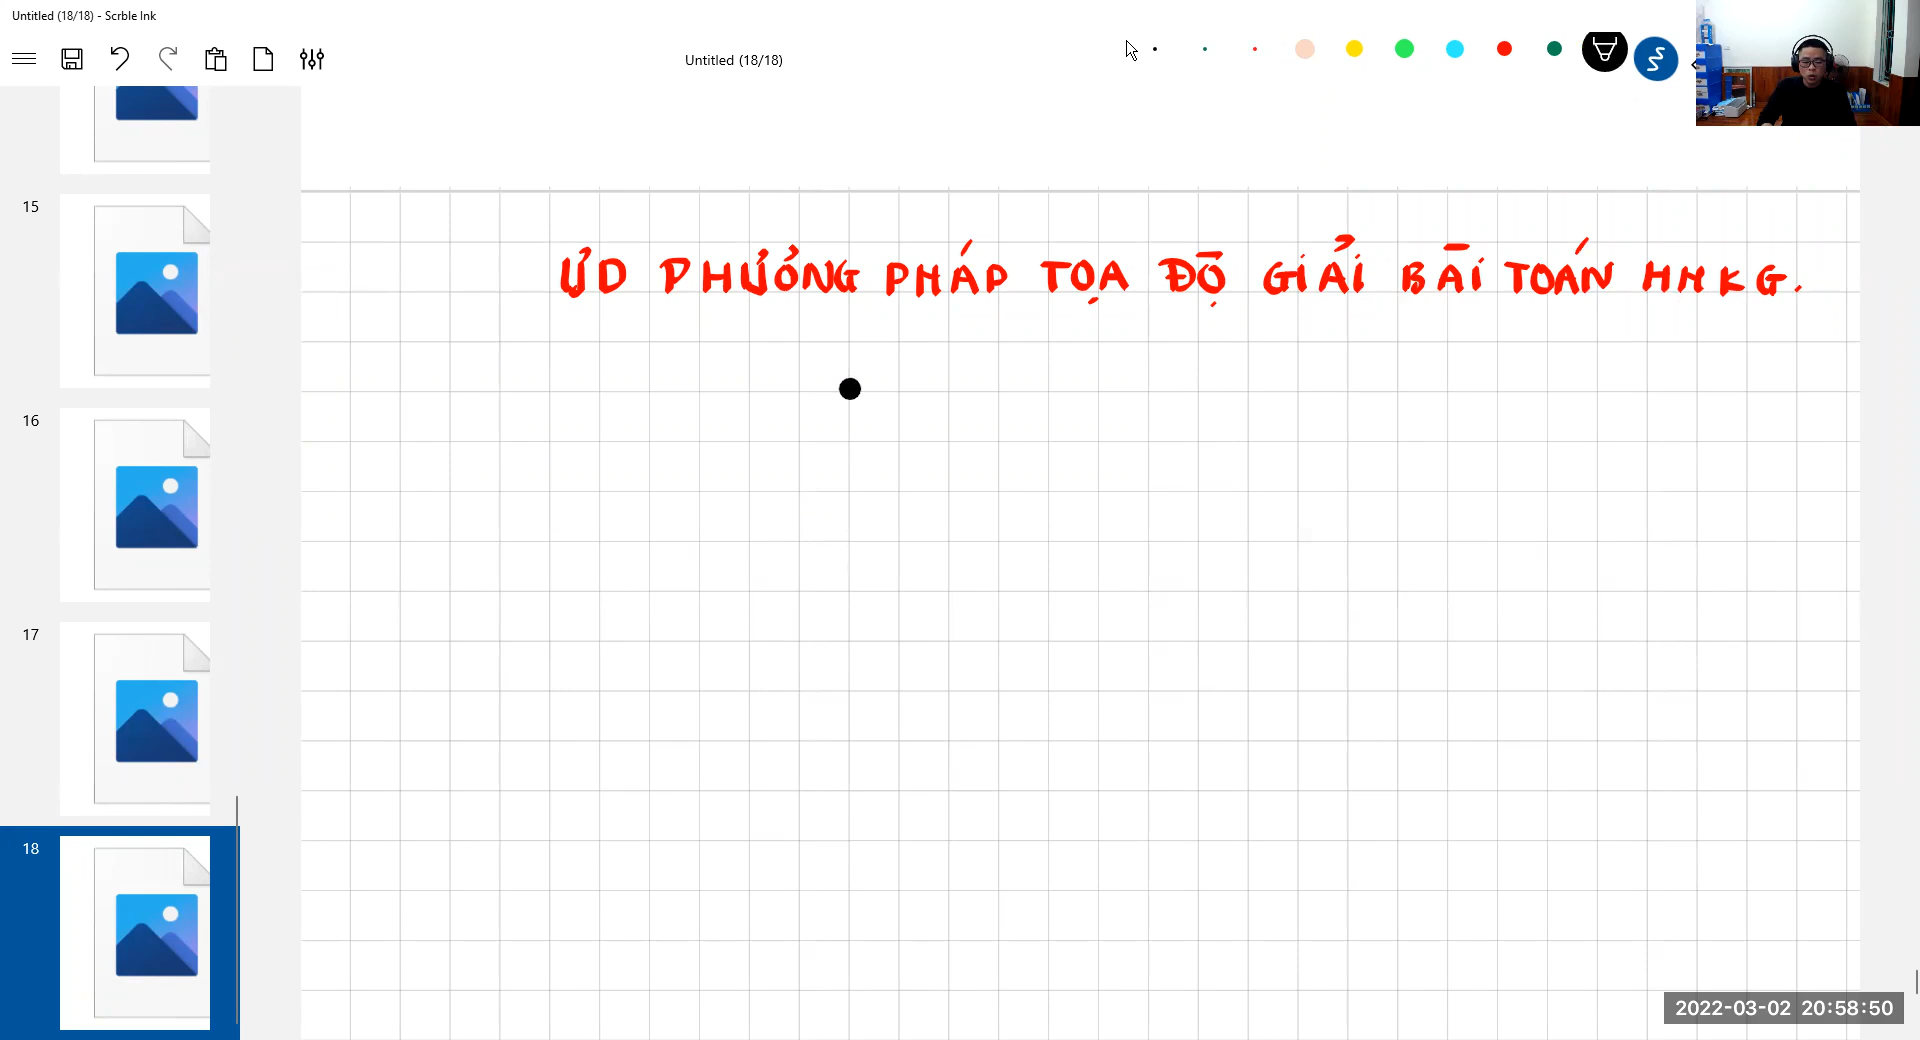 Untitled (18/18) - Scrble Ink
Untitled (18/18)
15
ƯD PHƯƠNG PHÁP TỌA ĐỘ GIẢI BÀI TOÁN HHKG.
16
17
18
2022-03-02 20:58:50